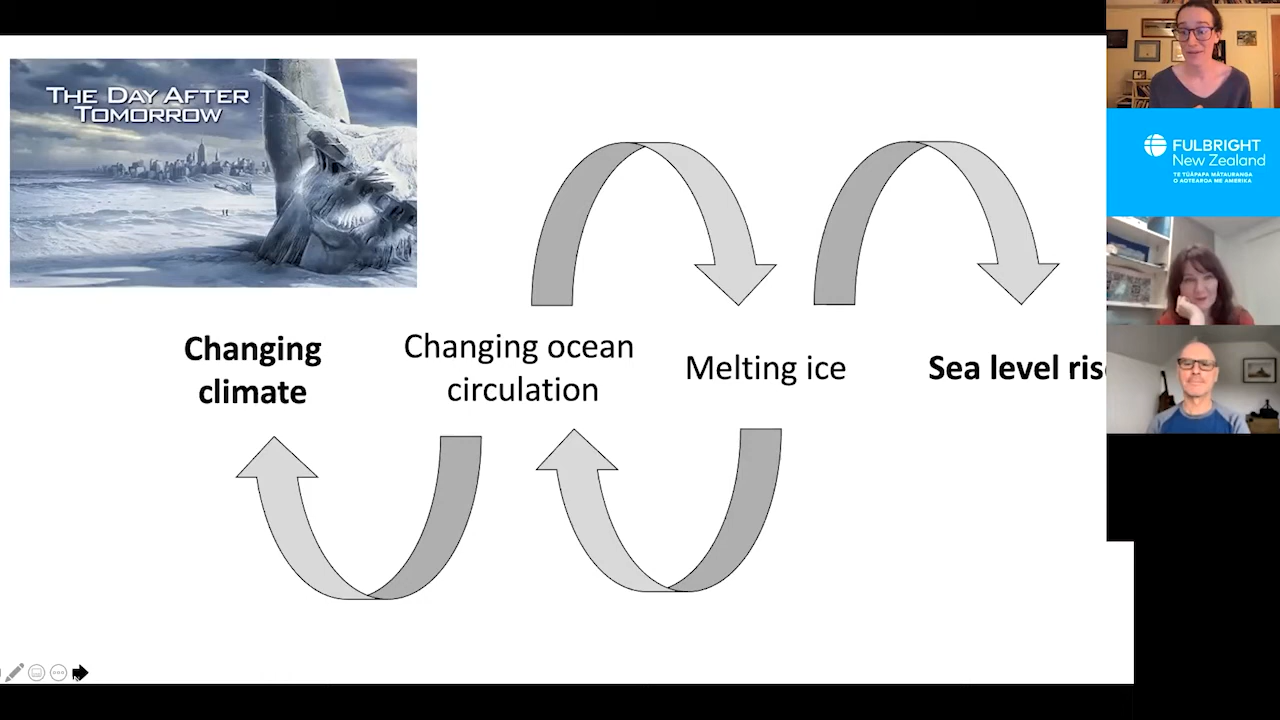 THE DAY AFTER
TOMORROW
Changing
climate
Changing ocean
circulation
Melting ice
Sea level ris
FULBRIGHT
New Zealand
TE TŪĀPAPA MĀTAURANGA
O AOTEAROA ME AMERIKA